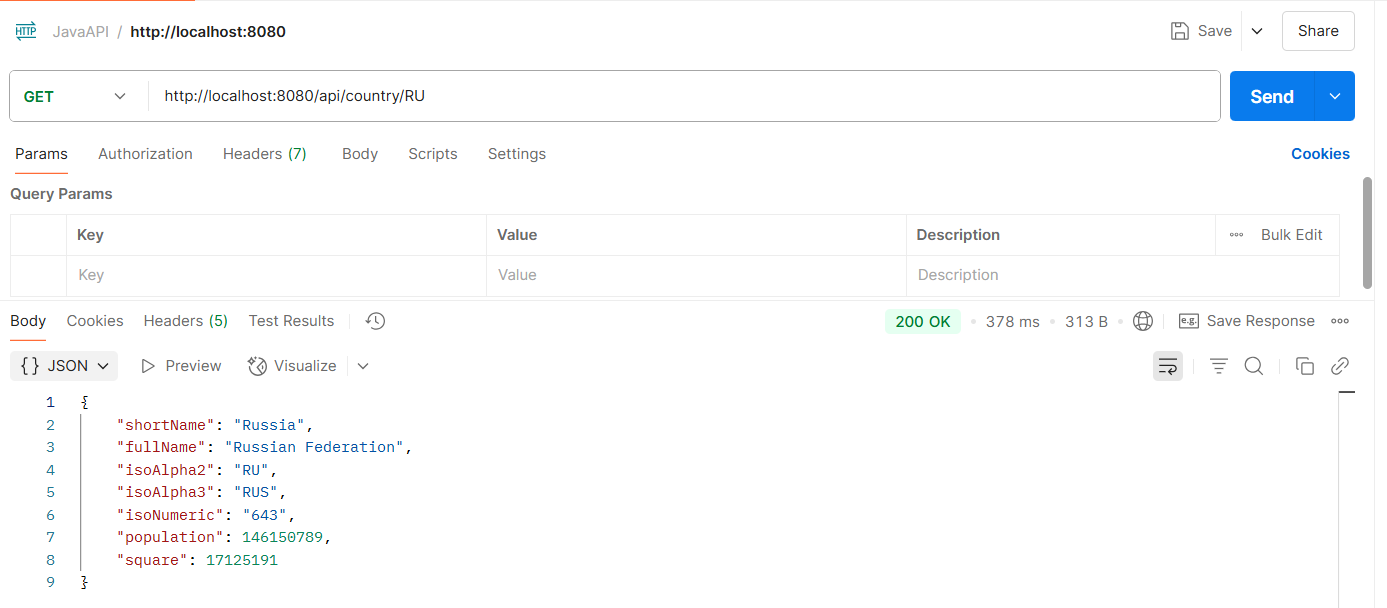 HTTP JavaAPI / http://localhost:8080 Save Share
GET http://localhost:8080/api/country/RU Send
Params Authorization Headers (7) Body Scripts Settings Cookies
Query Params
Key Value Description Bulk Edit
Key Value Description
Body Cookies Headers (5) Test Results 200 OK • 378 ms • 313 B • e.g. Save Response
{} JSON Preview Visualize
1 {
2 "shortName": "Russia",
3 "fullName": "Russian Federation",
4 "isoAlpha2": "RU",
5 "isoAlpha3": "RUS",
6 "isoNumeric": "643",
7 "population": 146150789,
8 "square": 17125191
9 }